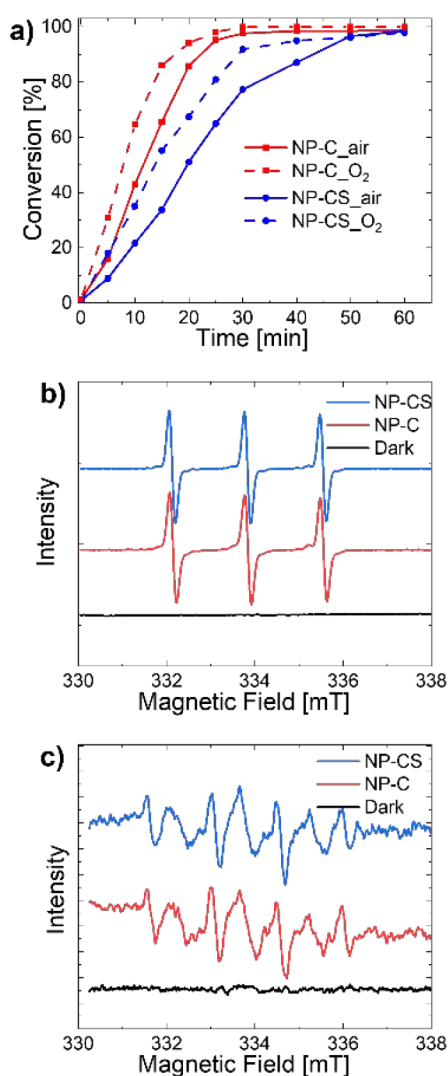 a)
100
80
60
40
20
0
Conversion [%]
NP-C_air
NP-C_O₂
NP-CS_air
NP-CS_O₂
0 10 20 30 40 50 60
Time [min]
b)
NP-CS
NP-C
Dark
Intensity
330 332 334 336 338
Magnetic Field [mT]
c)
NP-CS
NP-C
Dark
Intensity
330 332 334 336 338
Magnetic Field [mT]